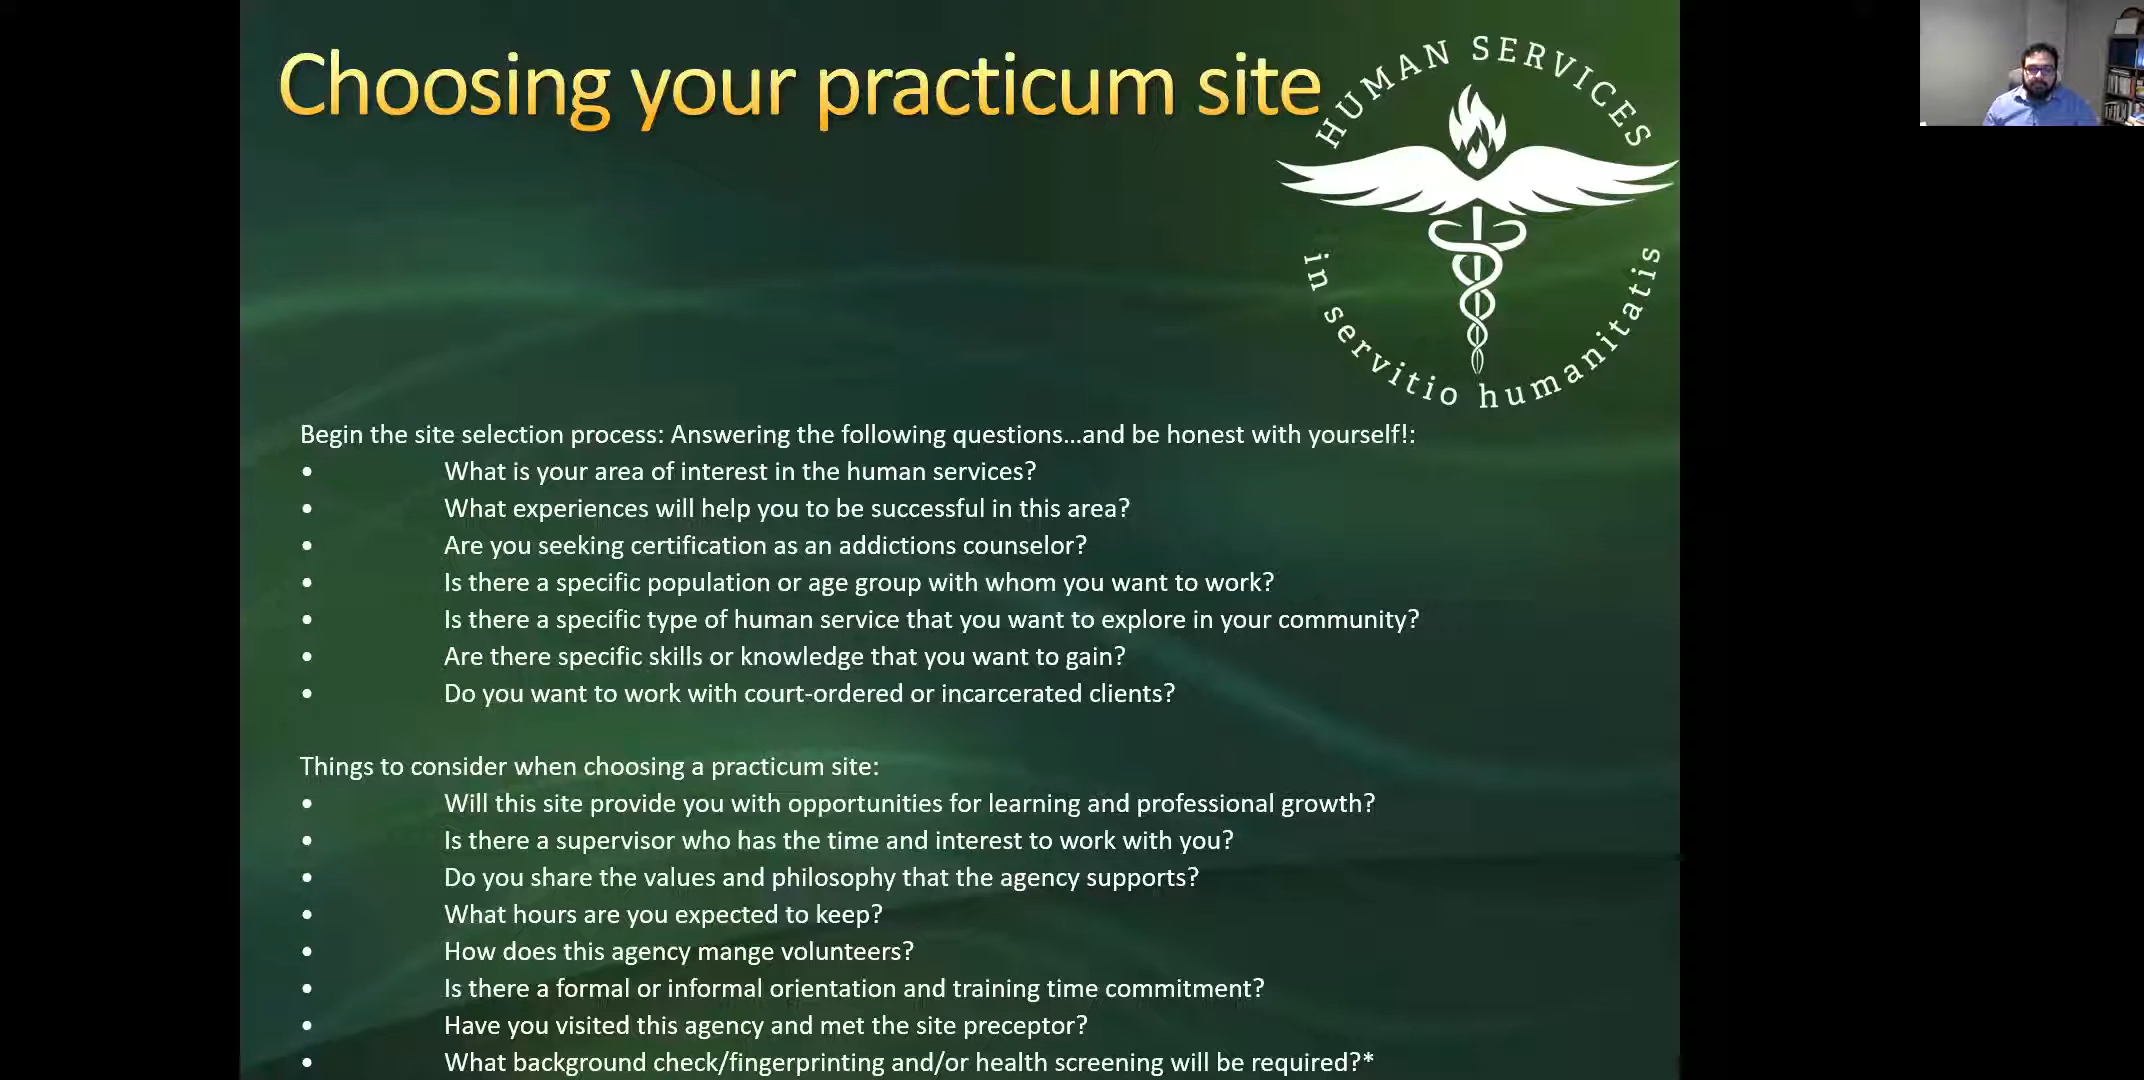 Choosing your practicum site
HUMAN SERVICES
in servitio humanitatis
Begin the site selection process: Answering the following questions...and be honest with yourself!:
• What is your area of interest in the human services?
• What experiences will help you to be successful in this area?
• Are you seeking certification as an addictions counselor?
• Is there a specific population or age group with whom you want to work?
• Is there a specific type of human service that you want to explore in your community?
• Are there specific skills or knowledge that you want to gain?
• Do you want to work with court-ordered or incarcerated clients?
Things to consider when choosing a practicum site:
• Will this site provide you with opportunities for learning and professional growth?
• Is there a supervisor who has the time and interest to work with you?
• Do you share the values and philosophy that the agency supports?
• What hours are you expected to keep?
• How does this agency mange volunteers?
• Is there a formal or informal orientation and training time commitment?
• Have you visited this agency and met the site preceptor?
• What background check/fingerprinting and/or health screening will be required?*